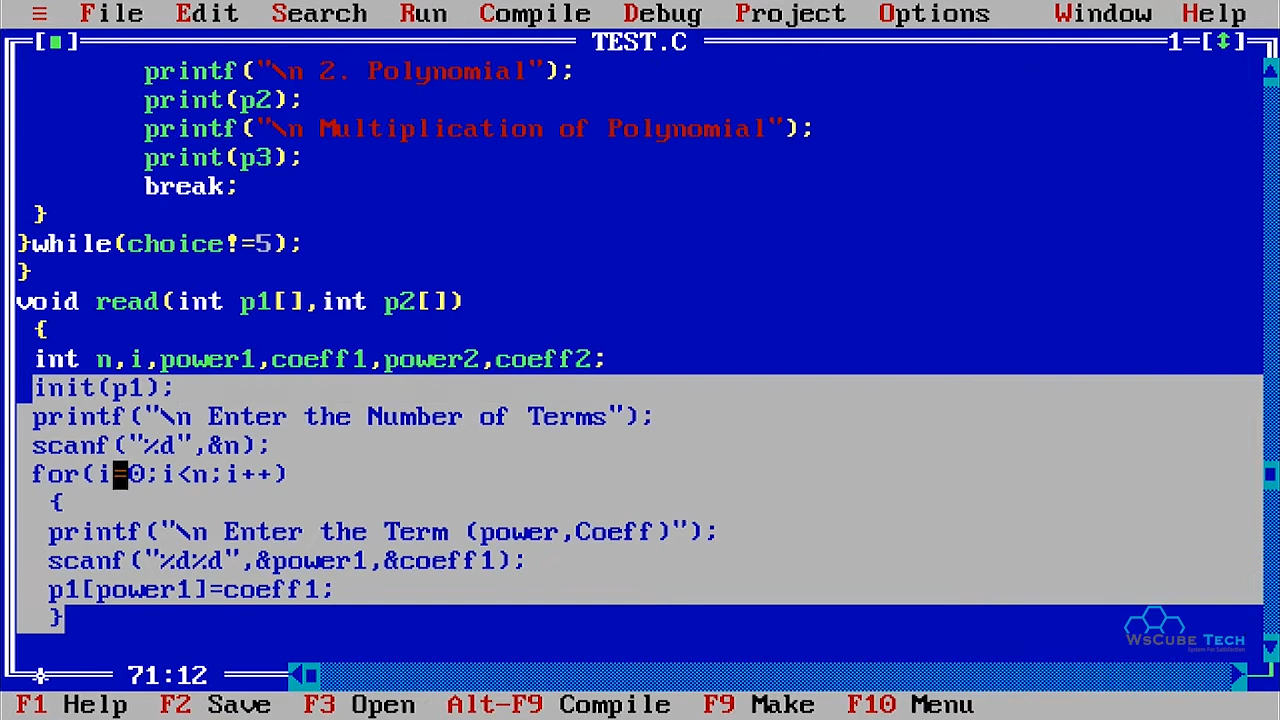 ≡ File Edit Search Run Compile Debug Project Options Window Help
[■] TEST.C 1=[↕]
printf("\n 2. Polynomial");
print(p2);
printf("\n Multiplication of Polynomial");
print(p3);
break;
}
}while(choice!=5);
}
void read(int p1[],int p2[])
{
int n,i,power1,coeff1,power2,coeff2;
init(p1);
printf("\n Enter the Number of Terms");
scanf("%d",&n);
for(i=0;i<n;i++)
{
printf("\n Enter the Term (power,Coeff)");
scanf("%d%d",&power1,&coeff1);
p1[power1]=coeff1;
}
WsCube Tech
System For Satisfaction
71:12
F1 Help F2 Save F3 Open Alt-F9 Compile F9 Make F10 Menu